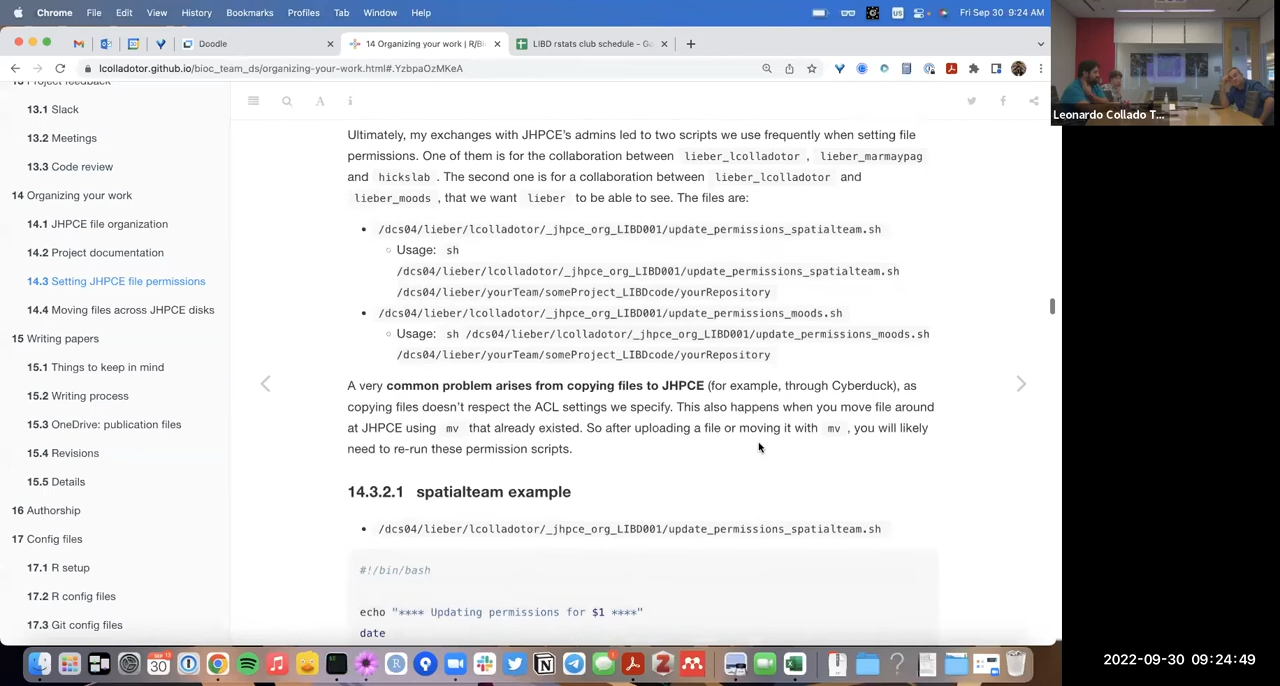 Chrome File Edit View History Bookmarks Profiles Tab Window Help Fri Sep 30 9:24 AM
Doodle 14 Organizing your work | R/Bi LIBD rstats club schedule - Go
lcolladotor.github.io/bioc_team_ds/organizing-your-work.html#.YzbpaOzMKeA
Leonardo Collado T...
13 Project feedback
13.1 Slack
13.2 Meetings
13.3 Code review
14 Organizing your work
14.1 JHPCE file organization
14.2 Project documentation
14.3 Setting JHPCE file permissions
14.4 Moving files across JHPCE disks
15 Writing papers
15.1 Things to keep in mind
15.2 Writing process
15.3 OneDrive: publication files
15.4 Revisions
15.5 Details
16 Authorship
17 Config files
17.1 R setup
17.2 R config files
17.3 Git config files
Ultimately, my exchanges with JHPCE's admins led to two scripts we use frequently when setting file
permissions. One of them is for the collaboration between lieber_lcolladotor , lieber_marmaypag
and hickslab . The second one is for a collaboration between lieber_lcolladotor and
lieber_moods , that we want lieber to be able to see. The files are:
• /dcs04/lieber/lcolladotor/_jhpce_org_LIBD001/update_permissions_spatialteam.sh
◦ Usage: sh
/dcs04/lieber/lcolladotor/_jhpce_org_LIBD001/update_permissions_spatialteam.sh
/dcs04/lieber/yourTeam/someProject_LIBDcode/yourRepository
• /dcs04/lieber/lcolladotor/_jhpce_org_LIBD001/update_permissions_moods.sh
◦ Usage: sh /dcs04/lieber/lcolladotor/_jhpce_org_LIBD001/update_permissions_moods.sh
/dcs04/lieber/yourTeam/someProject_LIBDcode/yourRepository
A very common problem arises from copying files to JHPCE (for example, through Cyberduck), as
copying files doesn't respect the ACL settings we specify. This also happens when you move file around
at JHPCE using mv that already existed. So after uploading a file or moving it with mv , you will likely
need to re-run these permission scripts.
14.3.2.1 spatialteam example
• /dcs04/lieber/lcolladotor/_jhpce_org_LIBD001/update_permissions_spatialteam.sh
#!/bin/bash
echo "**** Updating permissions for $1 ****"
date
2022-09-30 09:24:49